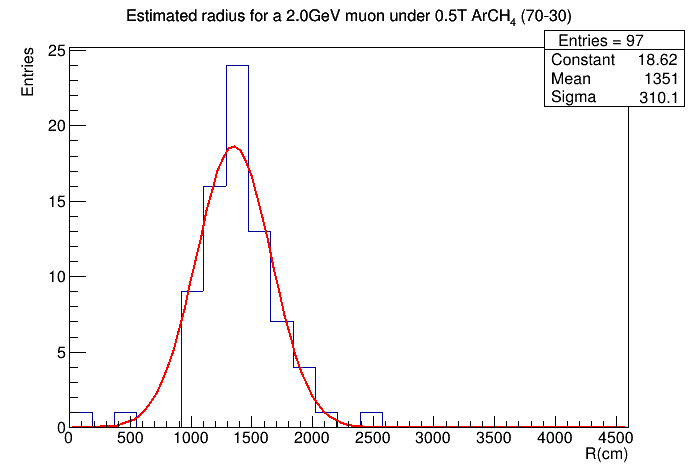 Estimated radius for a 2.0GeV muon under 0.5T ArCH4 (70-30)
Entries = 97
Constant 18.62
Mean 1351
Sigma 310.1
Entries
25
20
15
10
5
0
0 500 1000 1500 2000 2500 3000 3500 4000 4500
R(cm)